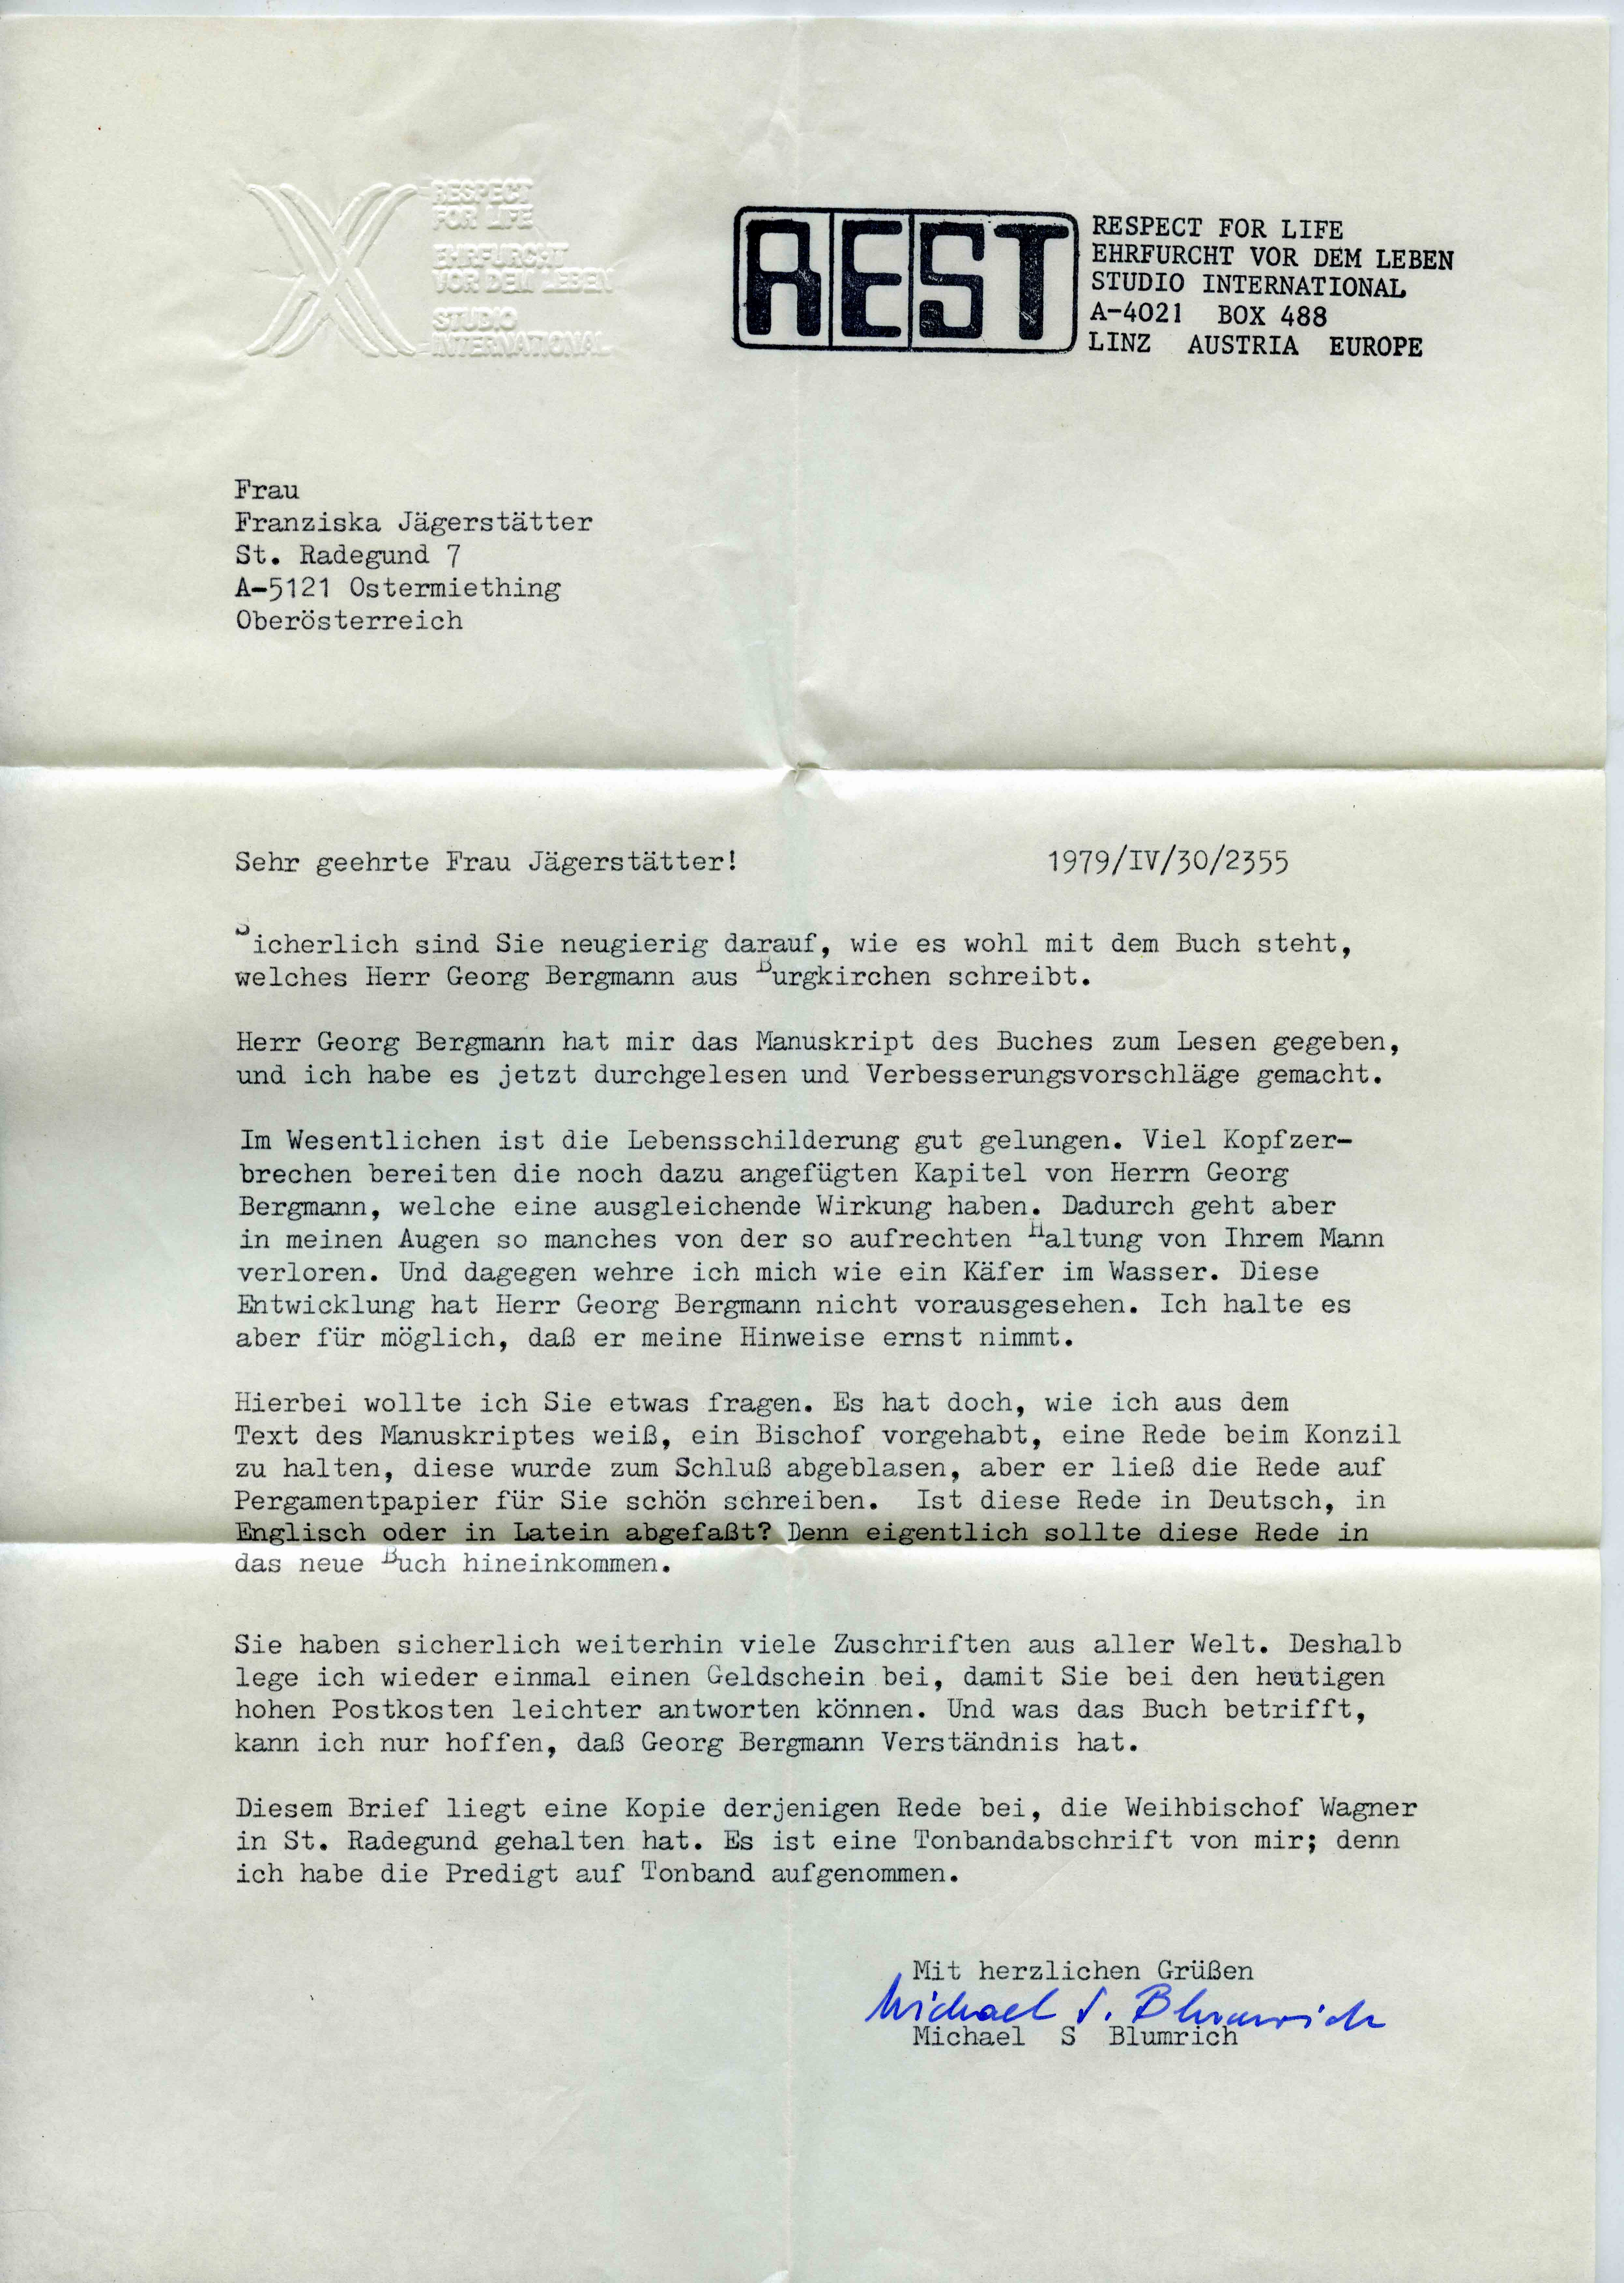 RESPECT
FOR LIFE
EHRFURCHT
VOR DEM LEBEN
STUDIO
INTERNATIONAL
REST
RESPECT FOR LIFE
EHRFURCHT VOR DEM LEBEN
STUDIO INTERNATIONAL
A-4021 BOX 488
LINZ AUSTRIA EUROPE
Frau
Franziska Jägerstätter
St. Radegund 7
A-5121 Ostermiething
Oberösterreich
Sehr geehrte Frau Jägerstätter! 1979/IV/30/2355
Sicherlich sind Sie neugierig darauf, wie es wohl mit dem Buch steht,
welches Herr Georg Bergmann aus Burgkirchen schreibt.
Herr Georg Bergmann hat mir das Manuskript des Buches zum Lesen gegeben,
und ich habe es jetzt durchgelesen und Verbesserungsvorschläge gemacht.
Im Wesentlichen ist die Lebensschilderung gut gelungen. Viel Kopfzer-
brechen bereiten die noch dazu angefügten Kapitel von Herrn Georg
Bergmann, welche eine ausgleichende Wirkung haben. Dadurch geht aber
in meinen Augen so manches von der so aufrechten Haltung von Ihrem Mann
verloren. Und dagegen wehre ich mich wie ein Käfer im Wasser. Diese
Entwicklung hat Herr Georg Bergmann nicht vorausgesehen. Ich halte es
aber für möglich, daß er meine Hinweise ernst nimmt.
Hierbei wollte ich Sie etwas fragen. Es hat doch, wie ich aus dem
Text des Manuskriptes weiß, ein Bischof vorgehabt, eine Rede beim Konzil
zu halten, diese wurde zum Schluß abgeblasen, aber er ließ die Rede auf
Pergamentpapier für Sie schön schreiben. Ist diese Rede in Deutsch, in
Englisch oder in Latein abgefaßt? Denn eigentlich sollte diese Rede in
das neue Buch hineinkommen.
Sie haben sicherlich weiterhin viele Zuschriften aus aller Welt. Deshalb
lege ich wieder einmal einen Geldschein bei, damit Sie bei den heutigen
hohen Postkosten leichter antworten können. Und was das Buch betrifft,
kann ich nur hoffen, daß Georg Bergmann Verständnis hat.
Diesem Brief liegt eine Kopie derjenigen Rede bei, die Weihbischof Wagner
in St. Radegund gehalten hat. Es ist eine Tonbandabschrift von mir; denn
ich habe die Predigt auf Tonband aufgenommen.
Mit herzlichen Grüßen
Michael S. Blumrich
Michael S Blumrich